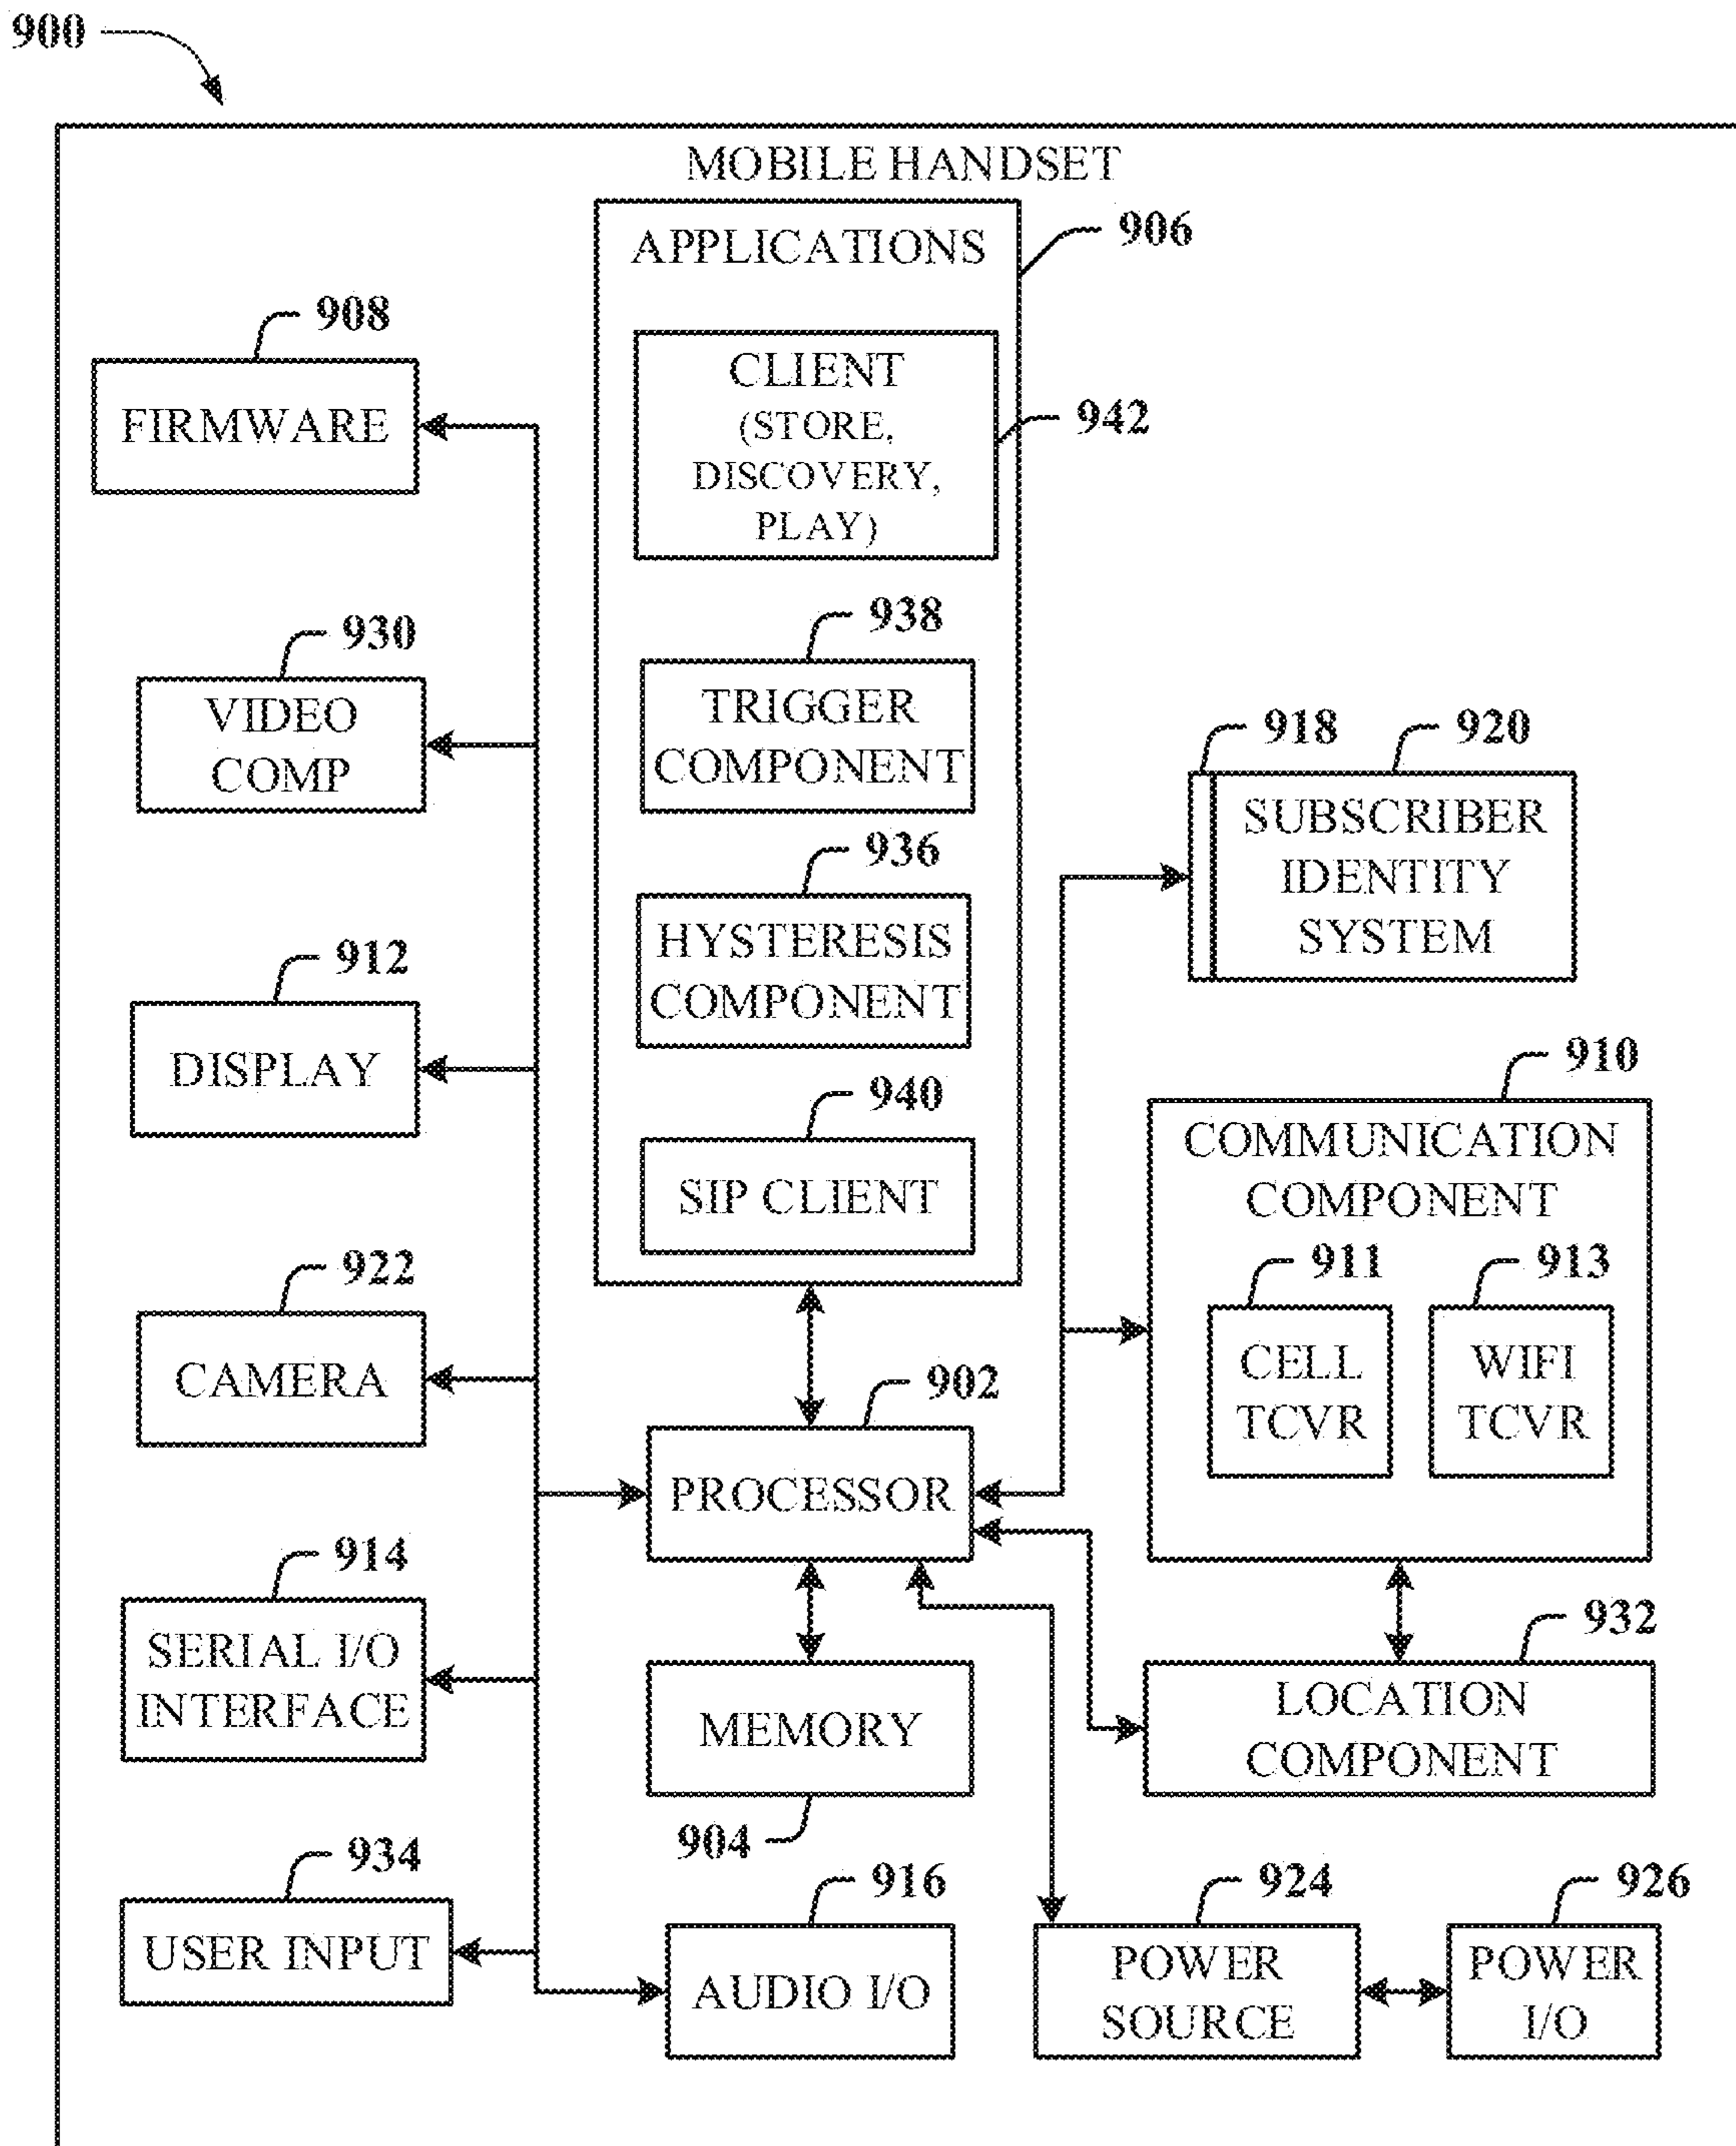 900
MOBILE HANDSET
906
APPLICATIONS
CLIENT
(STORE,
DISCOVERY,
PLAY)
942
938
TRIGGER
COMPONENT
936
HYSTERESIS
COMPONENT
940
SIP CLIENT
908
FIRMWARE
930
VIDEO
COMP
912
DISPLAY
922
CAMERA
914
SERIAL I/O
INTERFACE
934
USER INPUT
902
PROCESSOR
MEMORY
904
916
AUDIO I/O
918
920
SUBSCRIBER
IDENTITY
SYSTEM
910
COMMUNICATION
COMPONENT
911
CELL
TCVR
913
WIFI
TCVR
932
LOCATION
COMPONENT
924
POWER
SOURCE
926
POWER
I/O